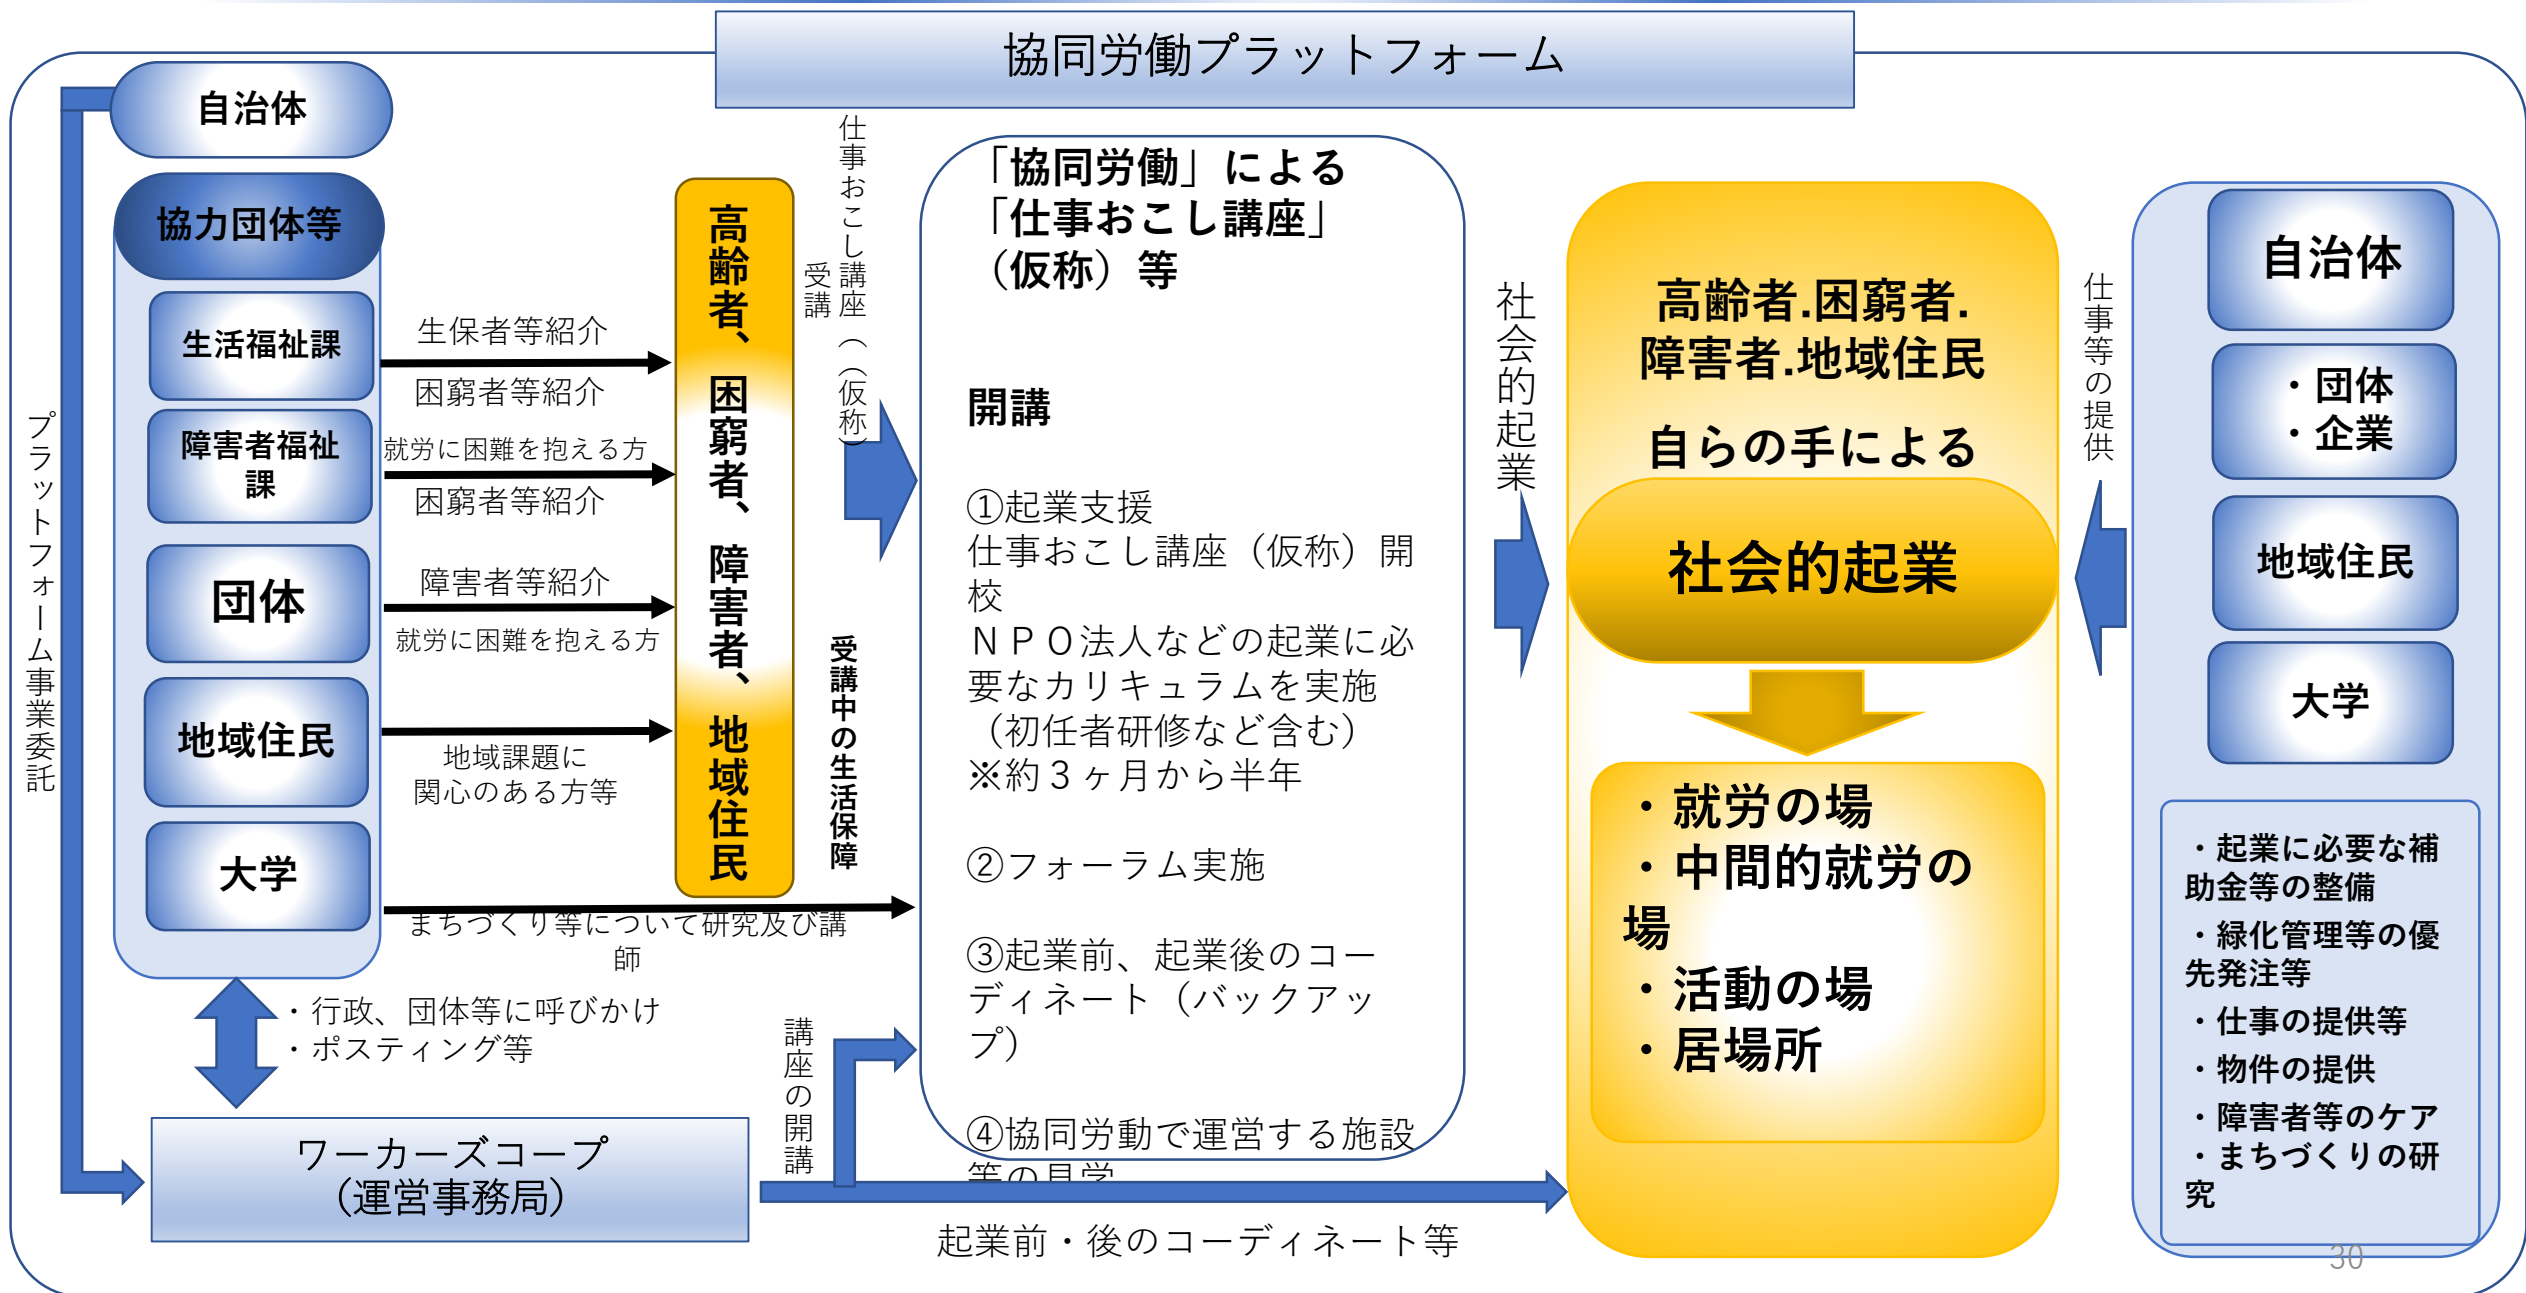 協同労働プラットフォーム
自治体
協力団体等
生活福祉課
障害者福祉
課
団体
地域住民
大学
プラットフォーム事業委託
生保者等紹介
困窮者等紹介
就労に困難を抱える方
困窮者等紹介
障害者等紹介
就労に困難を抱える方
地域課題に
関心のある方等
まちづくり等について研究及び講
師
・行政、団体等に呼びかけ
・ポスティング等
ワーカーズコープ
（運営事務局）
高齢者、困窮者、障害者、地域住民
仕事おこし講座（（仮称）
受講
受講中の生活保障
講座の開講
「協同労働」による
「仕事おこし講座」
（仮称）等
開講
①起業支援
仕事おこし講座（仮称）開
校
ＮＰＯ法人などの起業に必
要なカリキュラムを実施
（初任者研修など含む）
※約３ヶ月から半年
②フォーラム実施
③起業前、起業後のコー
ディネート（バックアッ
プ）
④協同労動で運営する施設
等の見学
起業前・後のコーディネート等
社会的起業
高齢者.困窮者.
障害者.地域住民
自らの手による
社会的起業
・就労の場
・中間的就労の
場
・活動の場
・居場所
仕事等の提供
自治体
・団体
・企業
地域住民
大学
・起業に必要な補
助金等の整備
・緑化管理等の優
先発注等
・仕事の提供等
・物件の提供
・障害者等のケア
・まちづくりの研
究
30